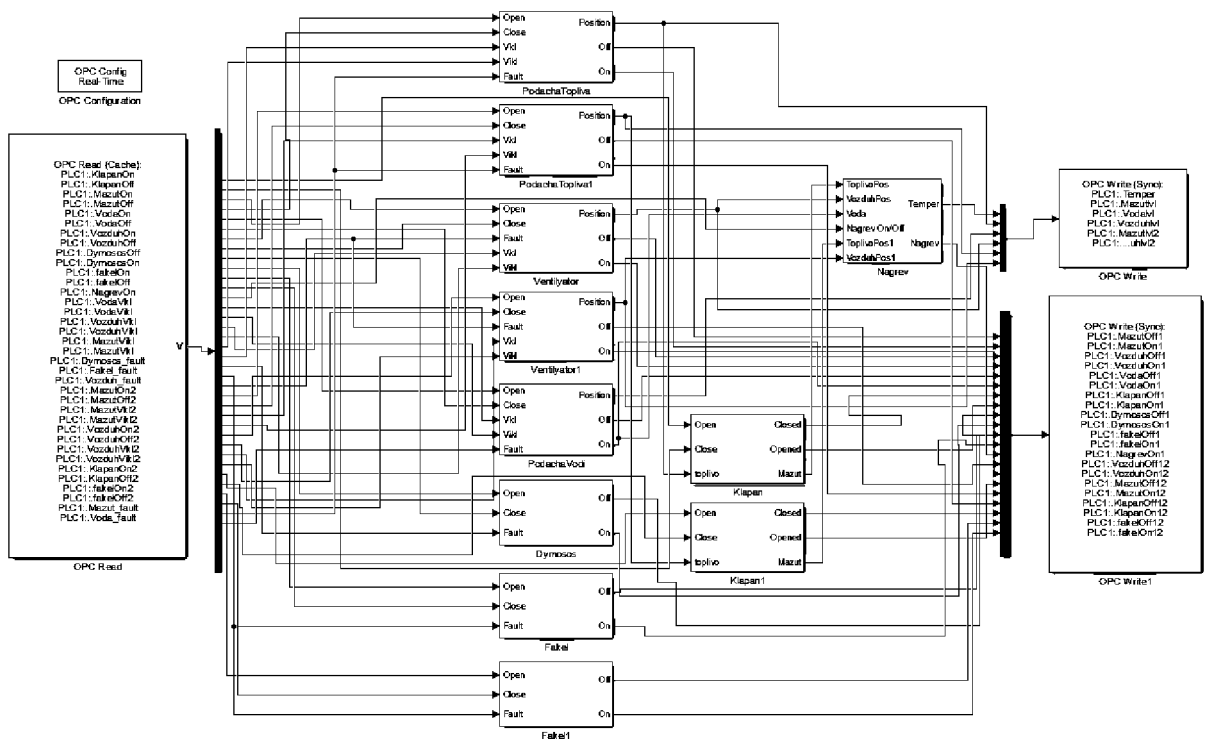 OPC Config
Real-Time
OPC Configuration
OPC Read (Cache):
PLC1:.KlapanOn
PLC1:.KlapanOff
PLC1:.MazutOn
PLC1:.MazutOff
PLC1:.VodaOn
PLC1:.VodaOff
PLC1:.VozduhOn
PLC1:.VozduhOff
PLC1:.DymososOff
PLC1:.DymososOn
PLC1:.fakelOn
PLC1:.fakelOff
PLC1:.NagrevOn
PLC1:.VodaVkl
PLC1:.VodaVikl
PLC1:.VozduhVkl
PLC1:.VozduhVikl
PLC1:.MazutVikl
PLC1:.MazutVkl
PLC1:.Dymosos_fault
PLC1:.Fakel_fault
PLC1:.Vozduh_fault
PLC1:.MazutOn2
PLC1:.MazutOff2
PLC1:.MazutVkl2
PLC1:.VozduhOn2
PLC1:.VozduhOff2
PLC1:.VozduhVkl2
PLC1:.VozduhVikl2
PLC1:.KlapanOn2
PLC1:.KlapanOff2
PLC1:.fakelOn2
PLC1:.fakelOff2
PLC1:.Mazut_fault
PLC1:.Voda_fault
V
OPC Read
Open
Close
Vkl
Vikl
Fault
Position
Off
On
PodachaTopliva
Open
Close
Vkl
Vikl
Fault
Position
Off
On
PodachaTopliva1
Open
Close
Fault
Vkl
Vikl
Position
Off
On
Ventilyator
Open
Close
Fault
Vikl
Vkl
Position
Off
On
Ventilyator1
Open
Close
Vkl
Vikl
Fault
Position
Off
On
PodachaVodi
Open
Close
Fault
Off
On
Dymosos
Open
Close
Fault
Off
On
Fakel
Open
Close
Fault
Off
On
Fakel1
Open
Close
toplivo
Closed
Opened
Mazut
Klapan
Open
Close
toplivo
Closed
Opened
Mazut
Klapan1
ToplivaPos
VozduhPos
Voda
NagrevOn/Off
ToplivaPos1
VozduhPos1
Temper
Nagrev
Nagrev
OPC Write (Sync):
PLC1:.Temper
PLC1:.Mazutlvl
PLC1:.Vodalvl
PLC1:.Vozduhlvl
PLC1:.Mazutlvl2
PLC1:....uhlvl2
OPC Write
OPC Write (Sync):
PLC1:.MazutOff1
PLC1:.MazutOn1
PLC1:.VozduhOff1
PLC1:.VozduhOn1
PLC1:.VodaOff1
PLC1:.VodaOn1
PLC1:.KlapanOff1
PLC1:.KlapanOn1
PLC1:.DymososOff1
PLC1:.DymososOn1
PLC1:.fakelOff1
PLC1:.fakelOn1
PLC1:.NagrevOn1
PLC1:.VozduhOff12
PLC1:.VozduhOn12
PLC1:.MazutOff12
PLC1:.MazutOn12
PLC1:.KlapanOff12
PLC1:.KlapanOn12
PLC1:.fakelOff12
PLC1:.fakelOn12
OPC Write1